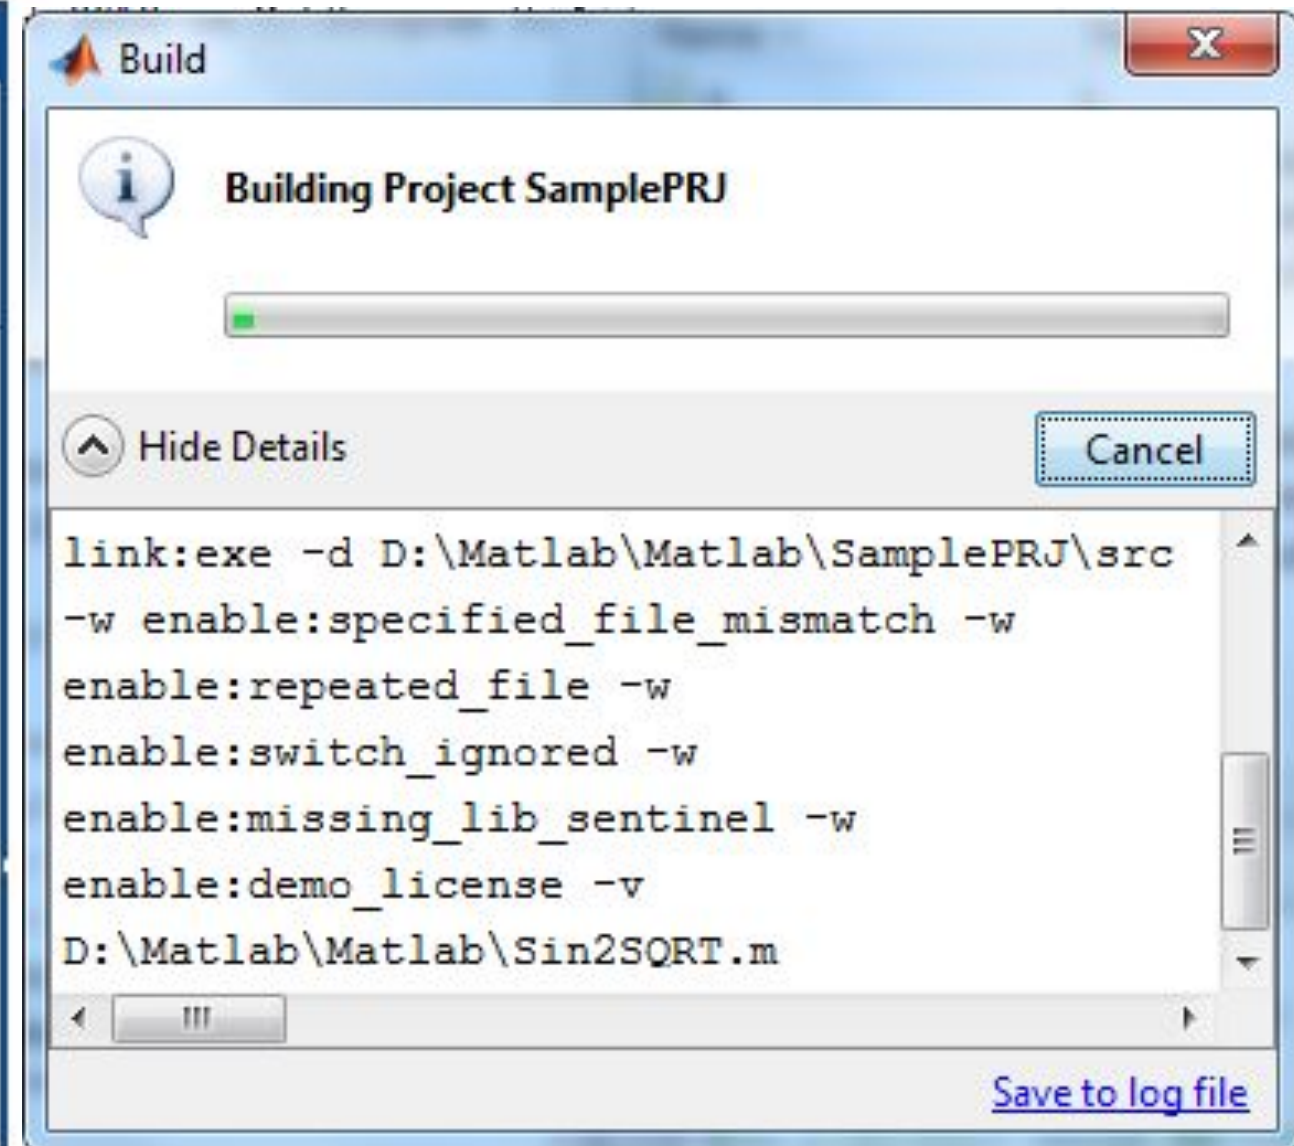 Build
Building Project SamplePRJ
Hide Details
Cancel
link:exe -d D:\Matlab\Matlab\SamplePRJ\src
-w enable:specified_file_mismatch -w
enable:repeated_file -w
enable:switch_ignored -w
enable:missing_lib_sentinel -w
enable:demo_license -v
D:\Matlab\Matlab\Sin2SQRT.m
Save to log file